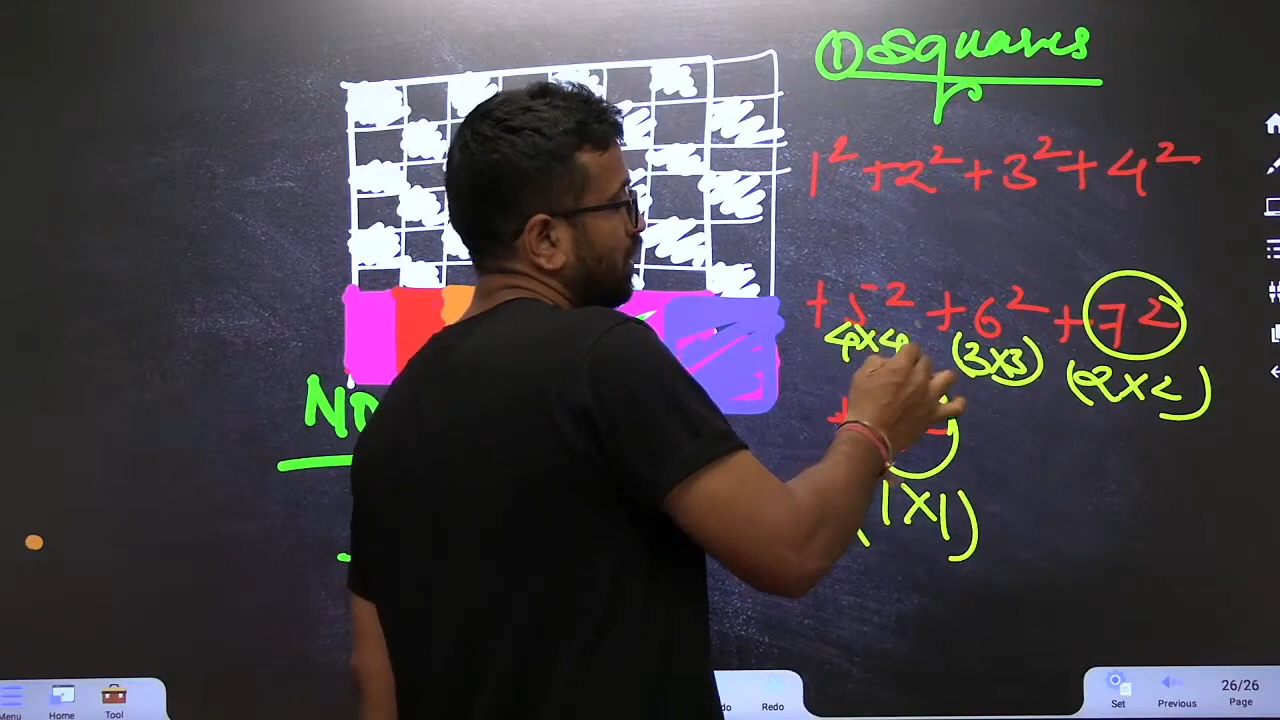 ① Squares
1² + 2² + 3² + 4²
+ 5² + 6² + 7²
4×4 (3×3) (2×2)
(1×1)
Menu Home Tool Redo Set Previous 26/26 Page